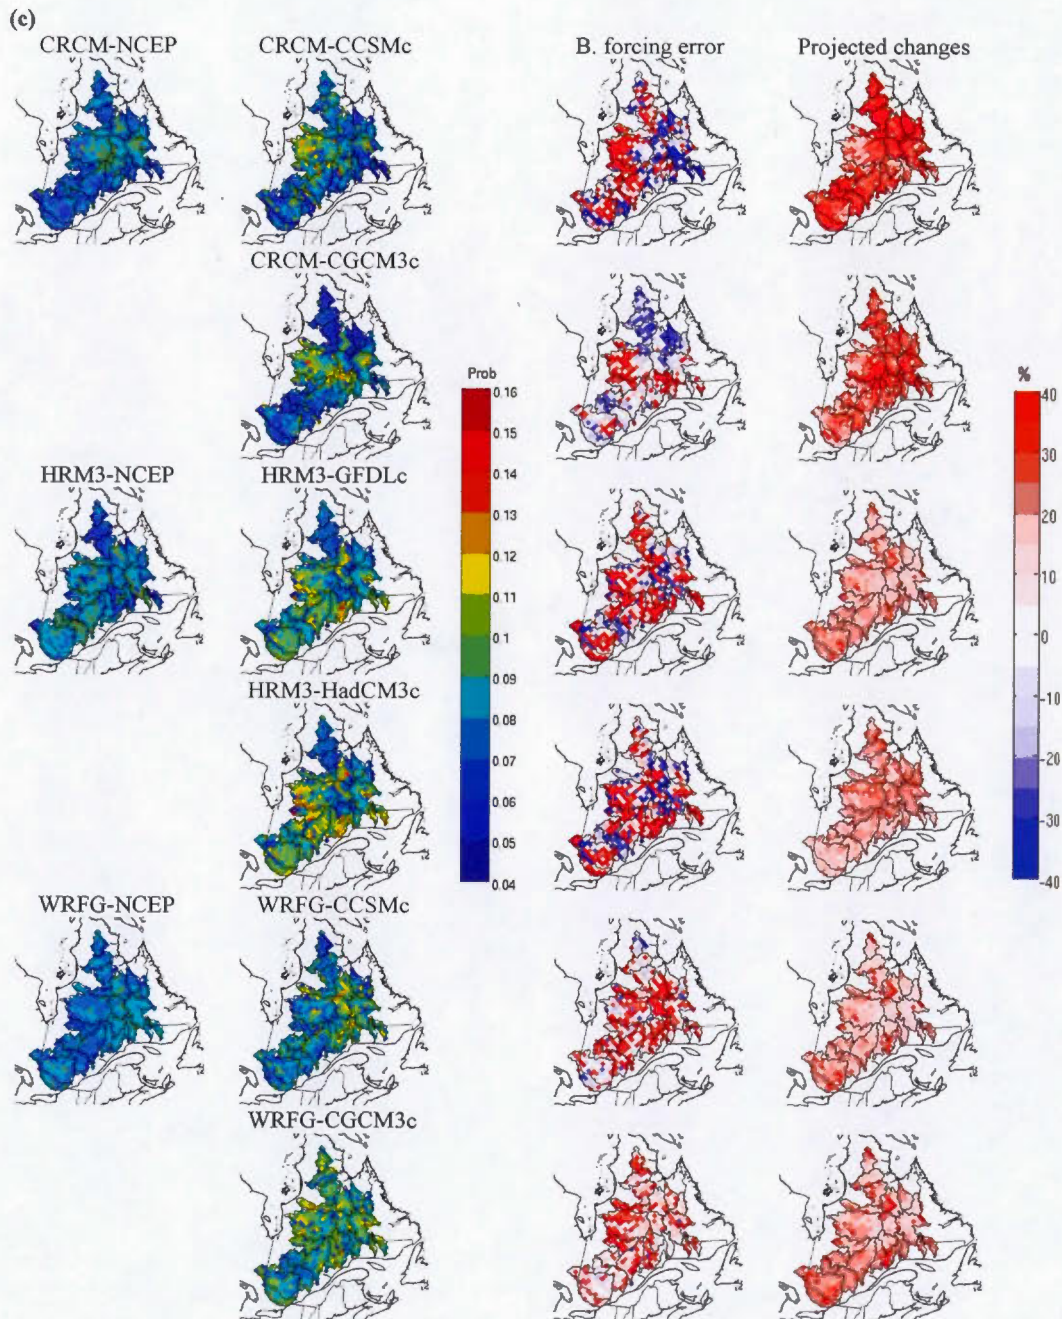 (c)
CRCM-NCEP CRCM-CCSMc B. forcing error Projected changes
CRCM-CGCM3c
Prob
0.16
0.15
0.14
0.13
0.12
0.11
0.1
0.09
0.08
0.07
0.06
0.05
0.04
%
40
30
20
10
0
-10
-20
-30
-40
HRM3-NCEP HRM3-GFDLc
HRM3-HadCM3c
WRFG-NCEP WRFG-CCSMc
WRFG-CGCM3c